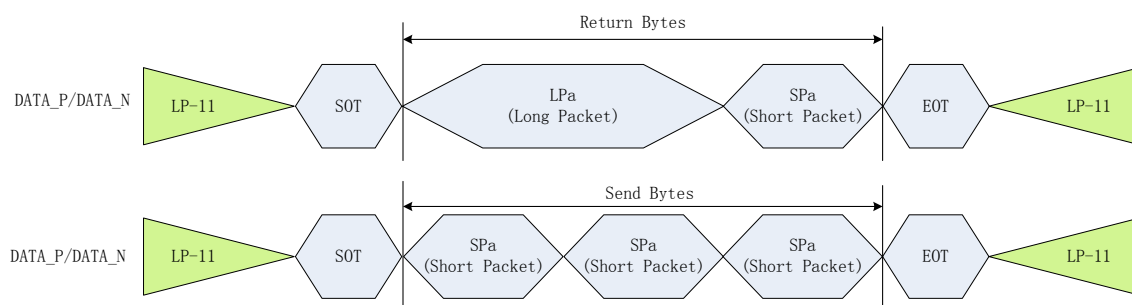 Return Bytes
DATA_P/DATA_N
LP-11
SOT
LPa
(Long Packet)
SPa
(Short Packet)
EOT
LP-11
Send Bytes
DATA_P/DATA_N
LP-11
SOT
SPa
(Short Packet)
SPa
(Short Packet)
SPa
(Short Packet)
EOT
LP-11